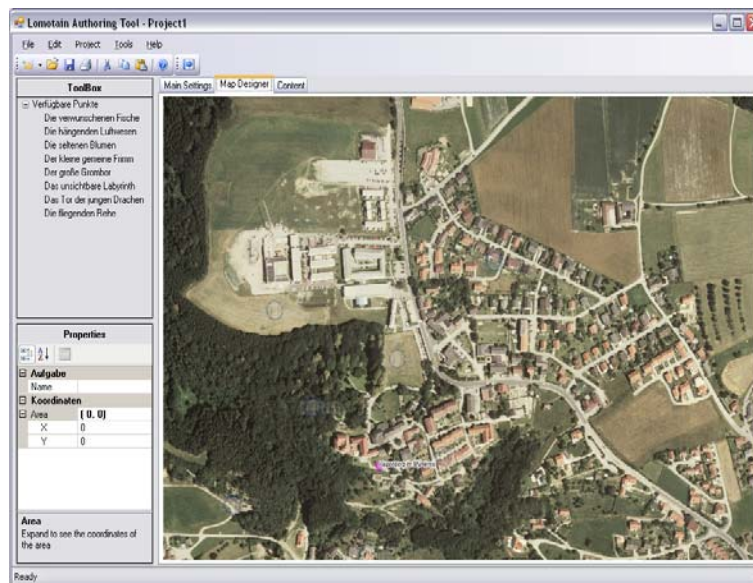 Lomotain Authoring Tool - Project1
File Edit Project Tools Help
ToolBox
Verfügbare Punkte
Die verwunschenen Fische
Die hängenden Luftwesen
Die seltenen Blumen
Der kleine gemeine Frimm
Der große Grombor
Das unsichtbare Labyrinth
Das Tor der jungen Drachen
Die fliegenden Rehe
Properties
Aufgabe
Name
Koordinaten
Area ( 0, 0)
X 0
Y 0
Area
Expand to see the coordinates of
the area
Main Settings Map Designer Content
Ready